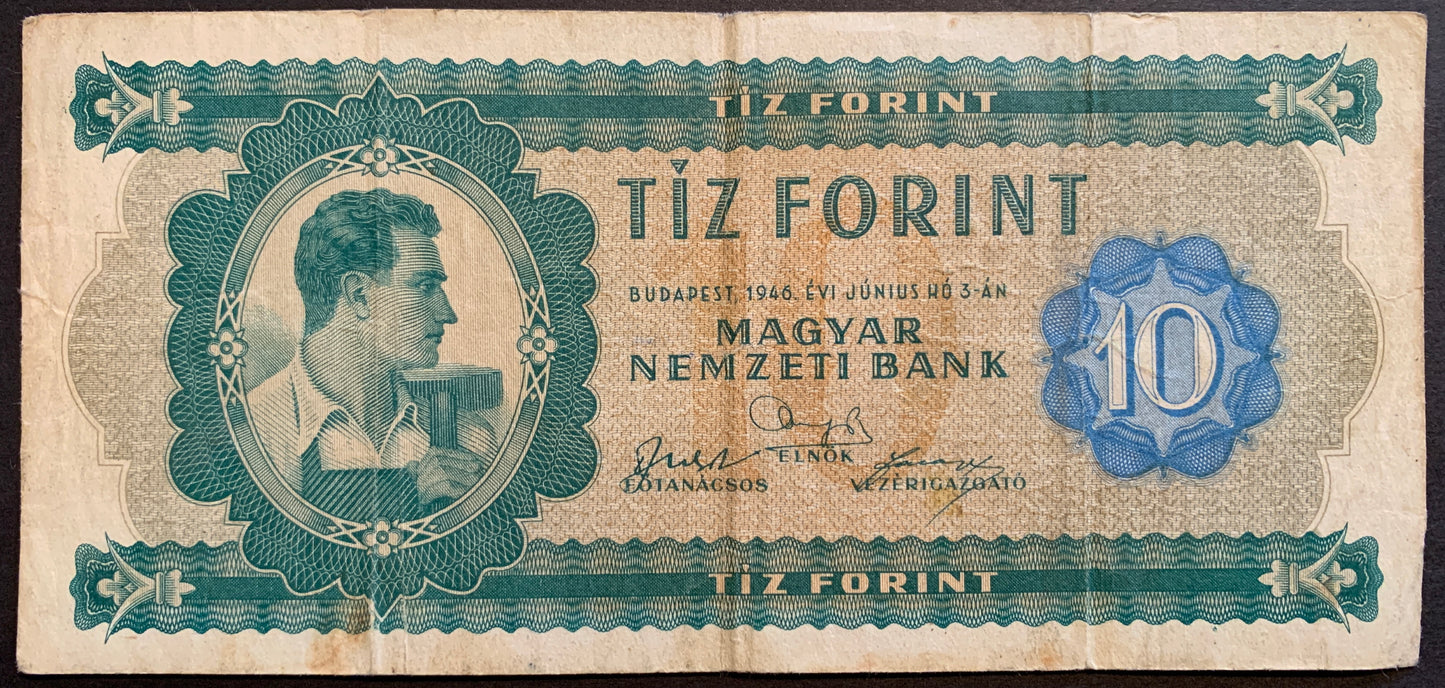 TÍZ FORINT
TÍZ FORINT
BUDAPEST, 1946. ÉVI JÚNIUS HÓ 3-ÁN
MAGYAR
NEMZETI BANK
10
ELNÖK
FŐTANÁCSOS VEZÉRIGAZGATÓ
TÍZ FORINT